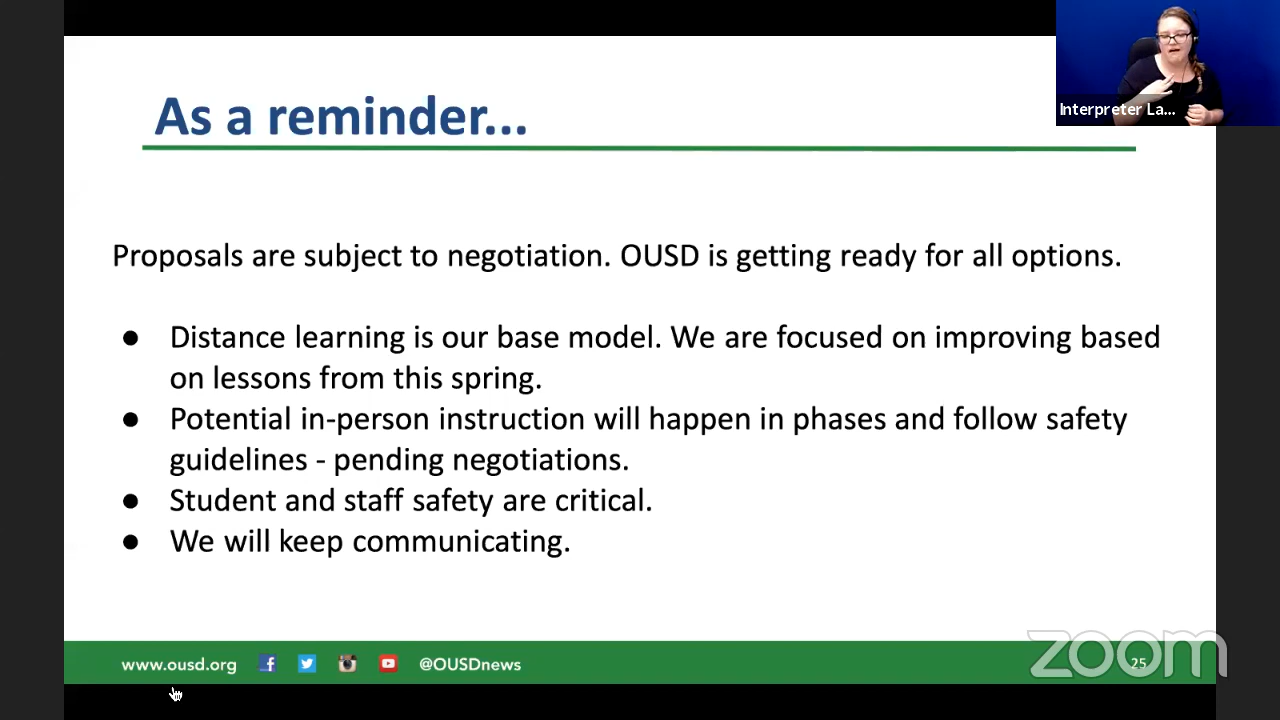 As a reminder...
Interpreter La...
Proposals are subject to negotiation. OUSD is getting ready for all options.
● Distance learning is our base model. We are focused on improving based
on lessons from this spring.
● Potential in-person instruction will happen in phases and follow safety
guidelines - pending negotiations.
● Student and staff safety are critical.
● We will keep communicating.
www.ousd.org @OUSDnews 25
zoom